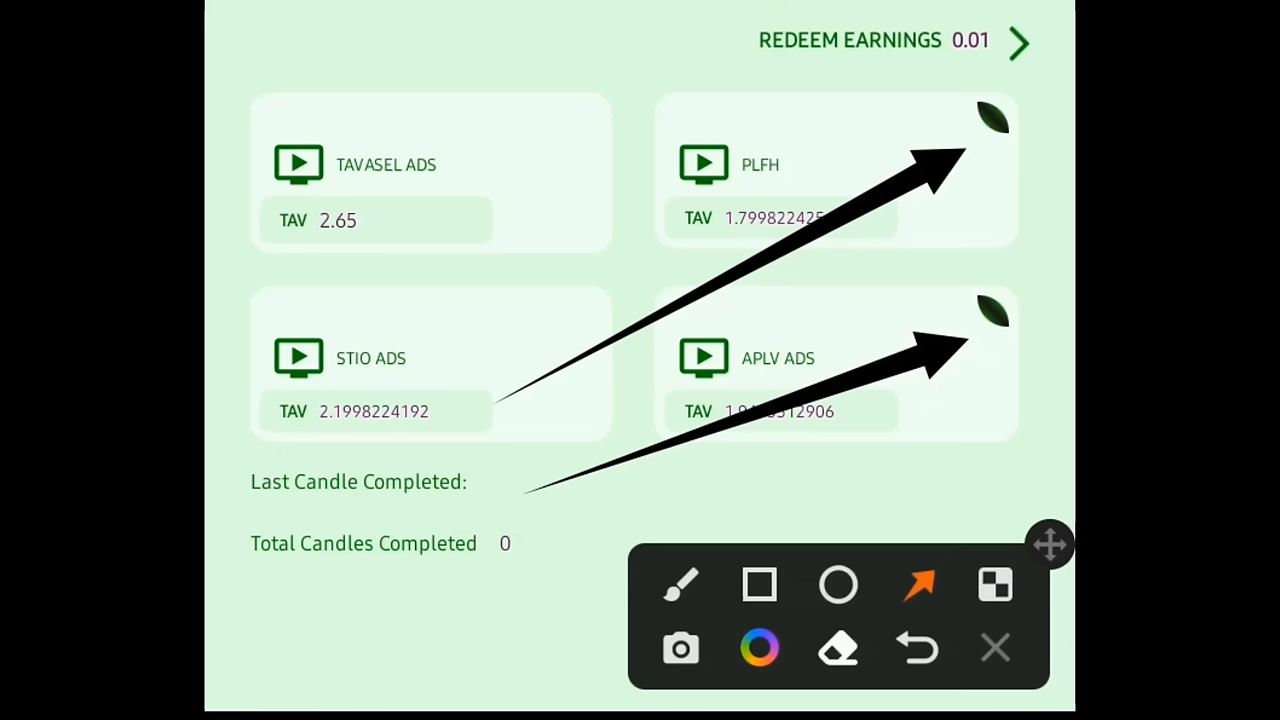 REDEEM EARNINGS 0.01
TAVASEL ADS
TAV 2.65
PLFH
TAV 1.799822425
STIO ADS
TAV 2.1998224192
APLV ADS
TAV
Last Candle Completed:
Total Candles Completed 0